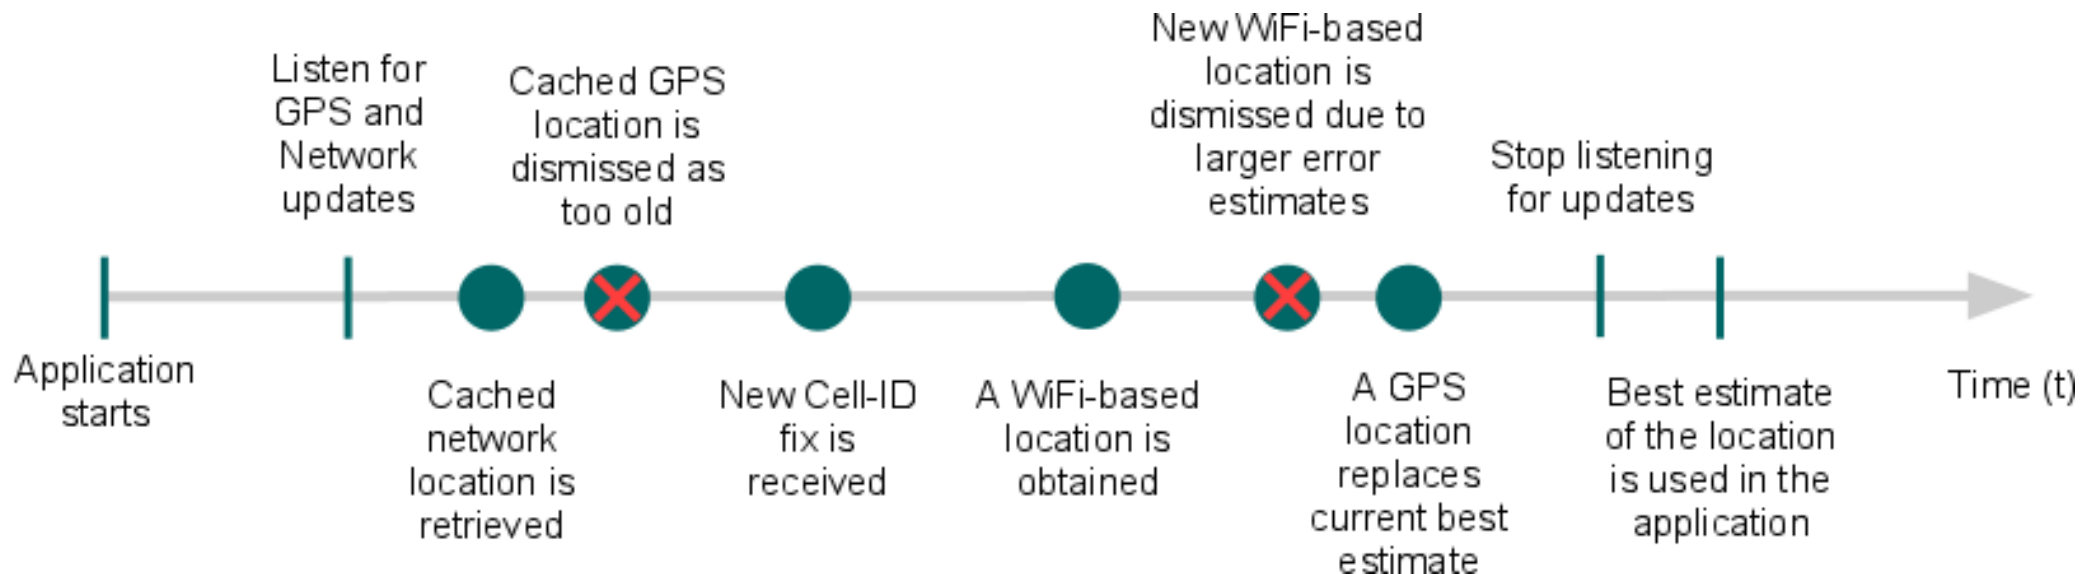 Application
starts
Listen for
GPS and
Network
updates
Cached
network
location is
retrieved
Cached GPS
location is
dismissed as
too old
New Cell-ID
fix is
received
A WiFi-based
location is
obtained
New WiFi-based
location is
dismissed due to
larger error
estimates
A GPS
location
replaces
current best
estimate
Stop listening
for updates
Best estimate
of the location
is used in the
application
Time (t)